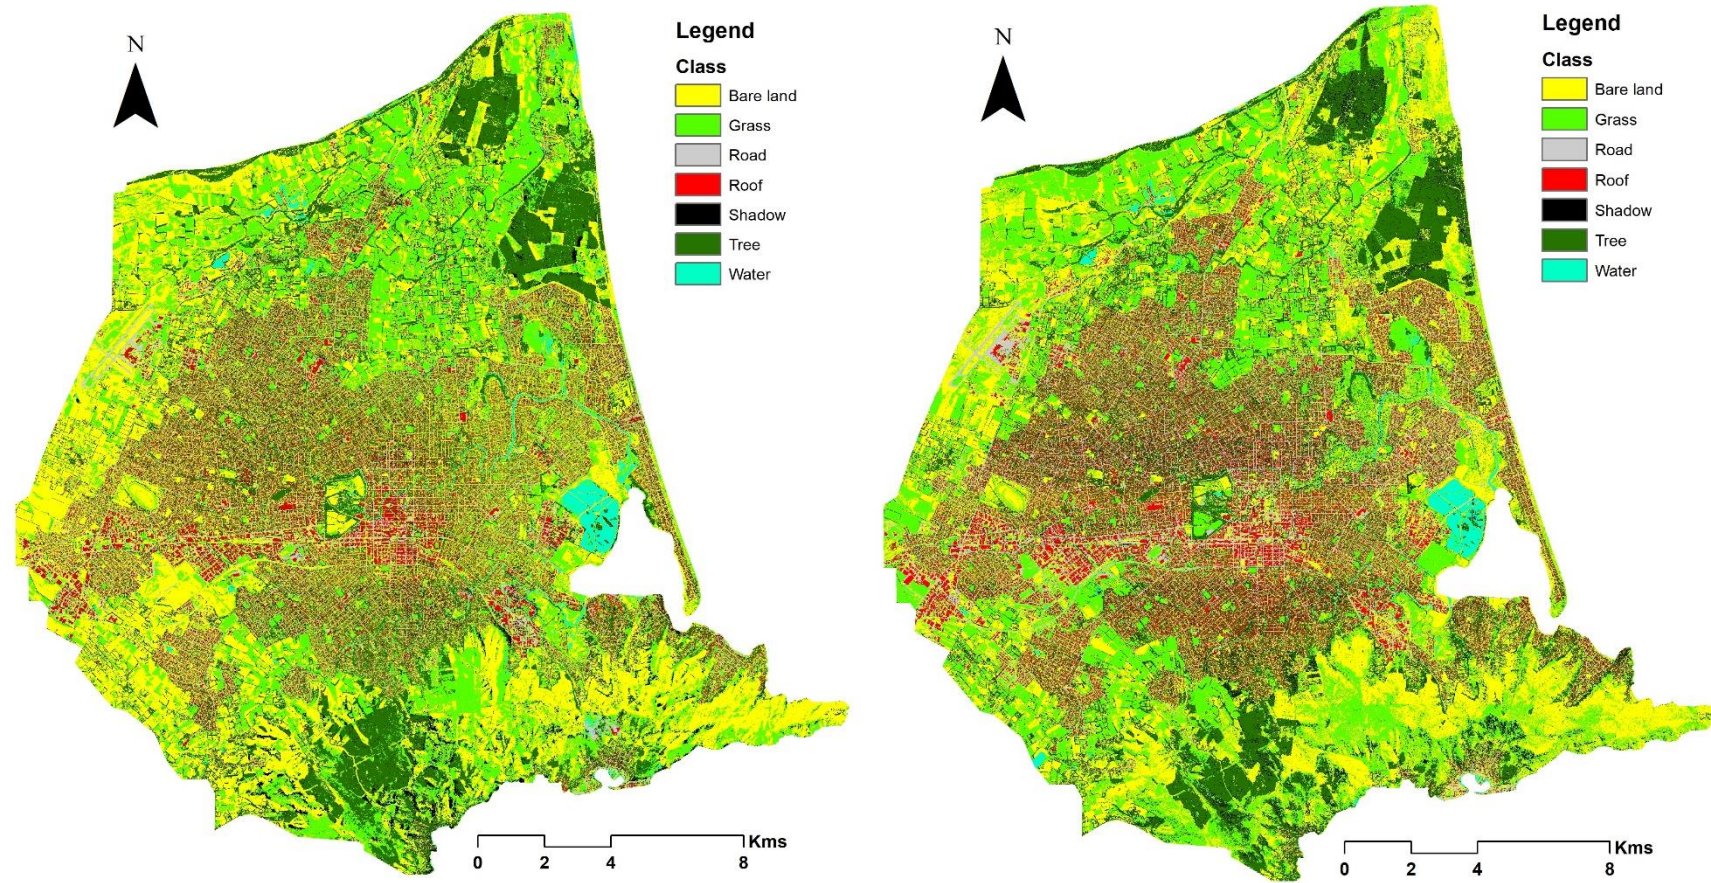 N
Legend
Class
Bare land
Grass
Road
Roof
Shadow
Tree
Water
Kms
0 2 4 8
N
Legend
Class
Bare land
Grass
Road
Roof
Shadow
Tree
Water
Kms
0 2 4 8